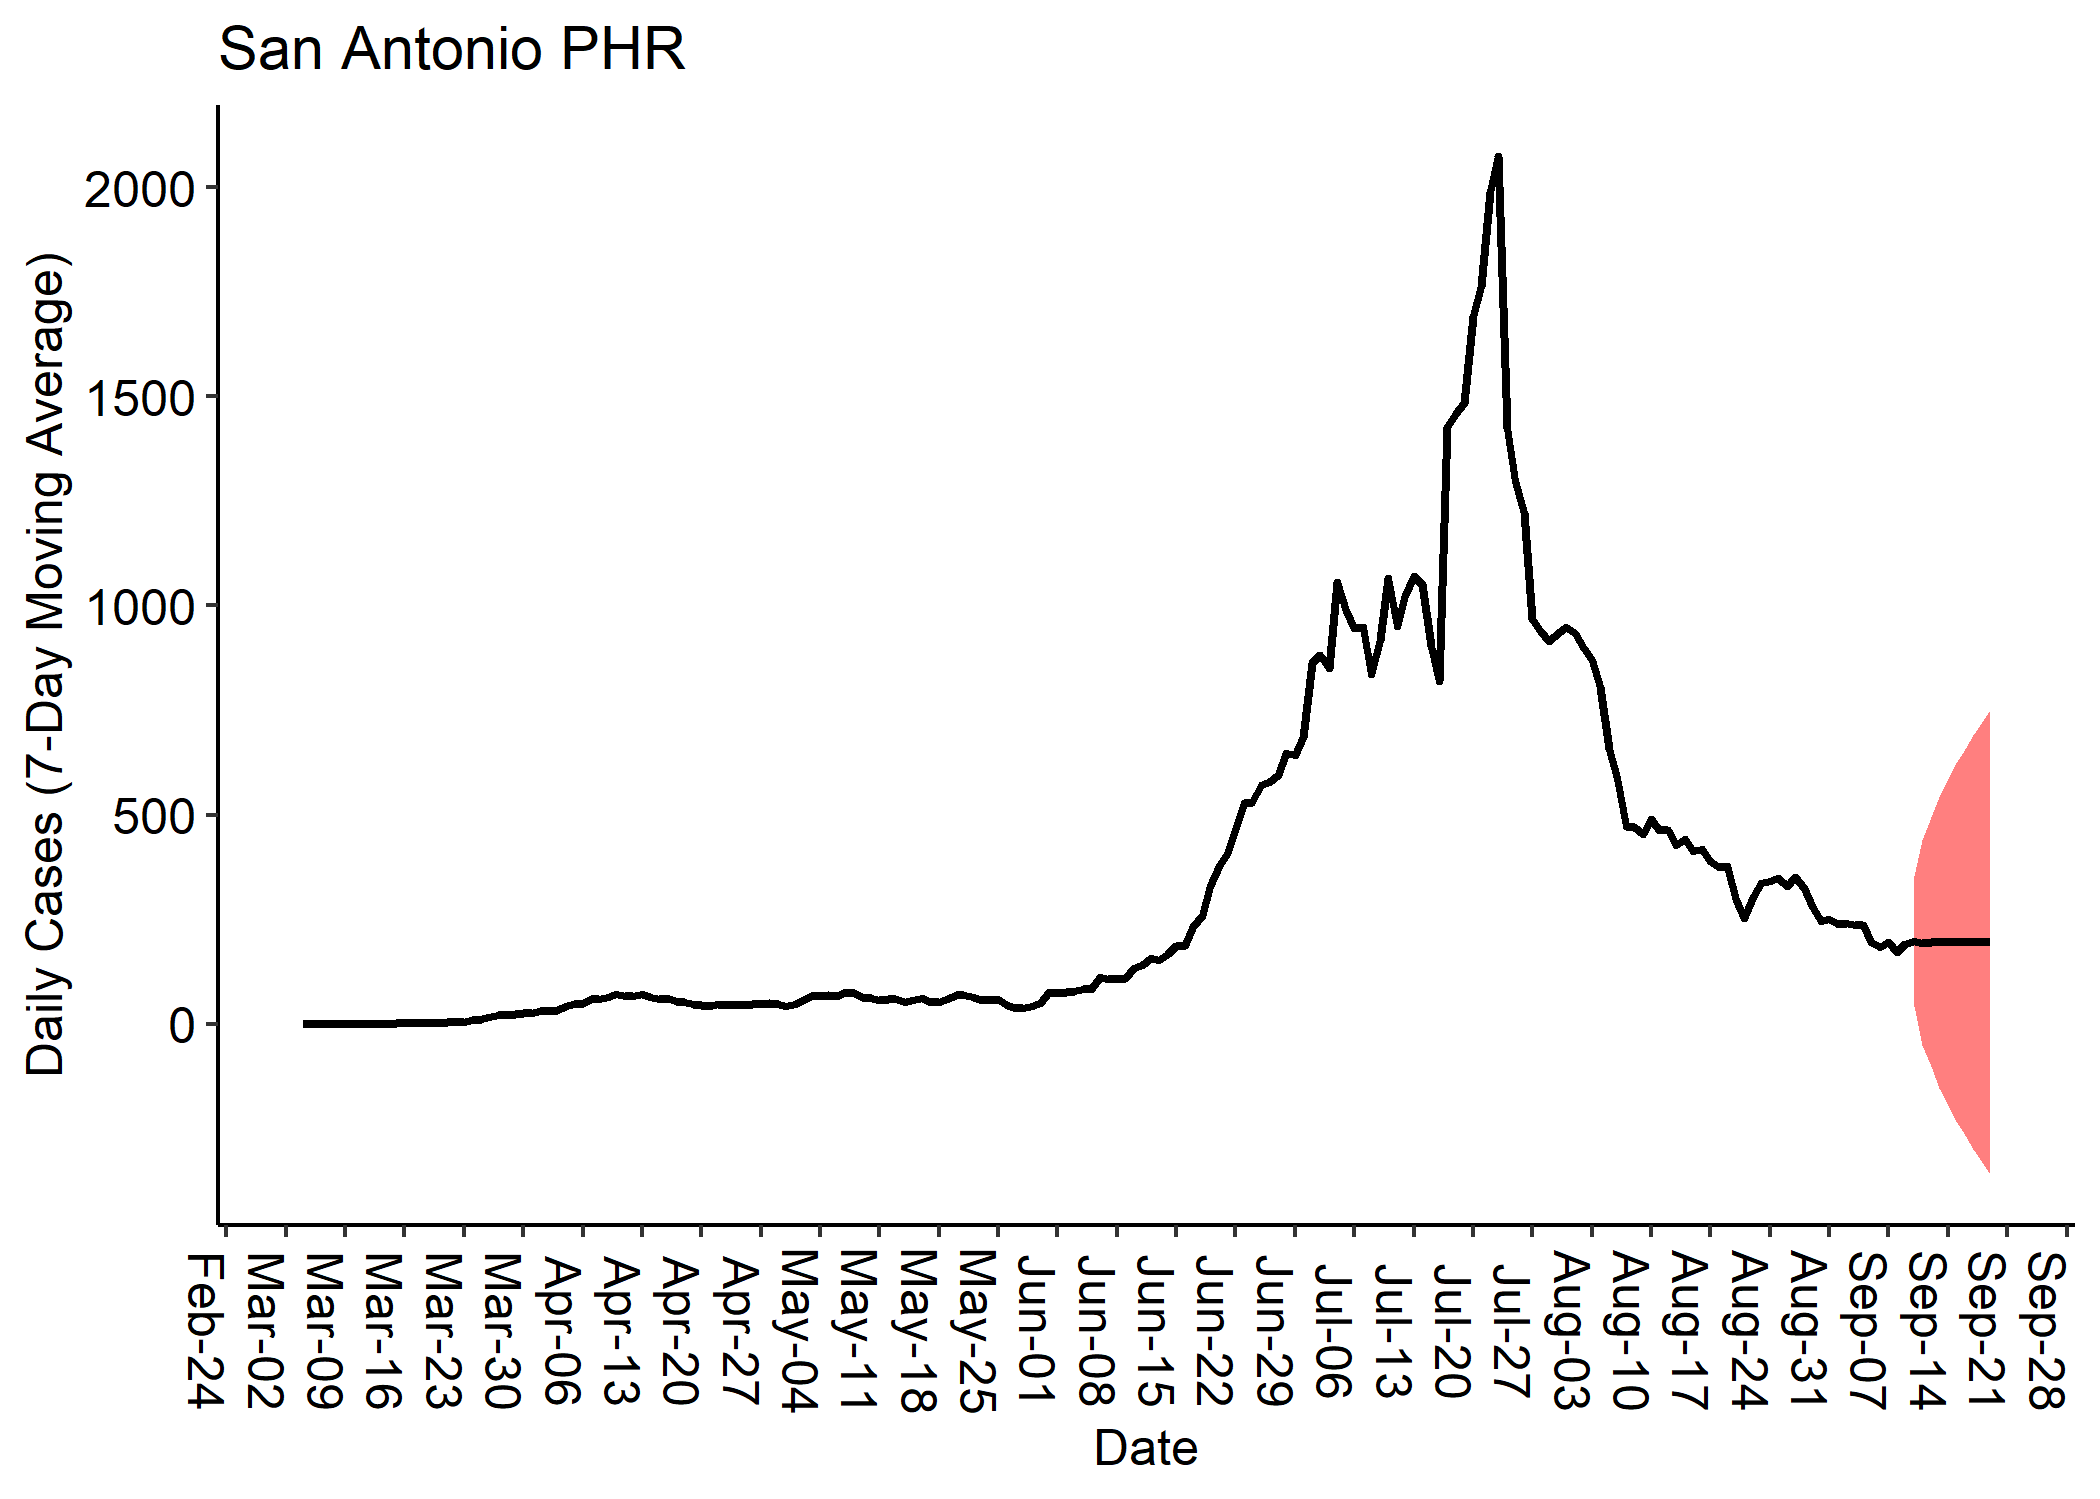 San Antonio PHR
Daily Cases (7-Day Moving Average)
2000
1500
1000
500
0
Feb-24
Mar-02
Mar-09
Mar-16
Mar-23
Mar-30
Apr-06
Apr-13
Apr-20
Apr-27
May-04
May-11
May-18
May-25
Jun-01
Jun-08
Jun-15
Jun-22
Jun-29
Jul-06
Jul-13
Jul-20
Jul-27
Aug-03
Aug-10
Aug-17
Aug-24
Aug-31
Sep-07
Sep-14
Sep-21
Sep-28
Date